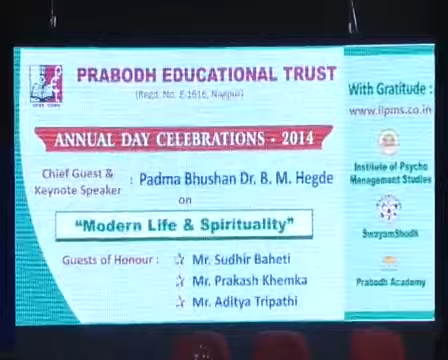 PRABODH EDUCATIONAL TRUST
(Regd. No. E-1616, Nagpur)
ANNUAL DAY CELEBRATIONS - 2014
Chief Guest &
Keynote Speaker : Padma Bhushan Dr. B. M. Hegde
on
"Modern Life & Spirituality"
Guests of Honour : ☆ Mr. Sudhir Baheti
☆ Mr. Prakash Khemka
☆ Mr. Aditya Tripathi
With Gratitude :
www.iipms.co.in
Institute of Psycho
Management Studies
SwayamShodh
Prabodh Academy